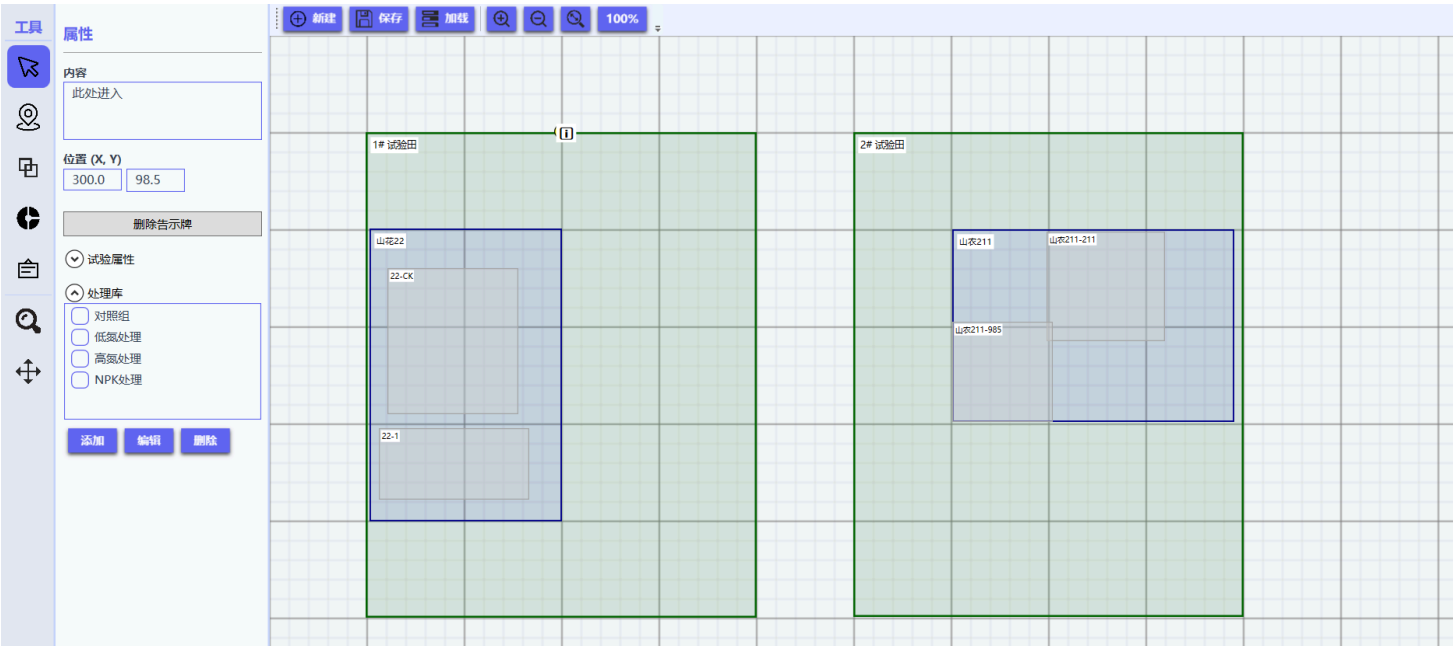 工具
属性
内容
此处进入
位置 (X, Y)
300.0 98.5
删除告示牌
试验属性
处理库
对照组
低氮处理
高氮处理
NPK处理
添加 编辑 删除
新建 保存 加载 100%
1# 试验田
山花22
22-CK
22-1
2# 试验田
山农211
山农211-211
山农211-985